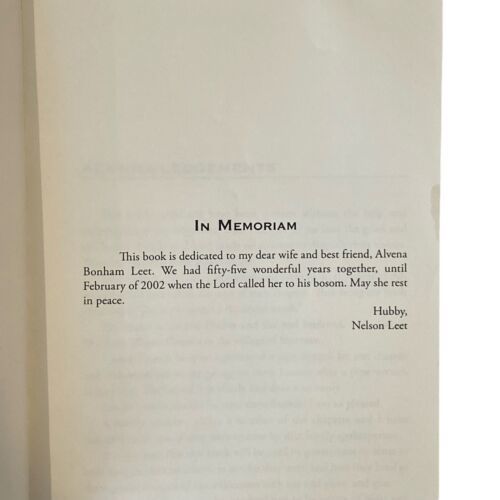 IN MEMORIAM
This book is dedicated to my dear wife and best friend, Alvena
Bonham Leet. We had fifty-five wonderful years together, until
February of 2002 when the Lord called her to his bosom. May she rest
in peace.
Hubby,
Nelson Leet